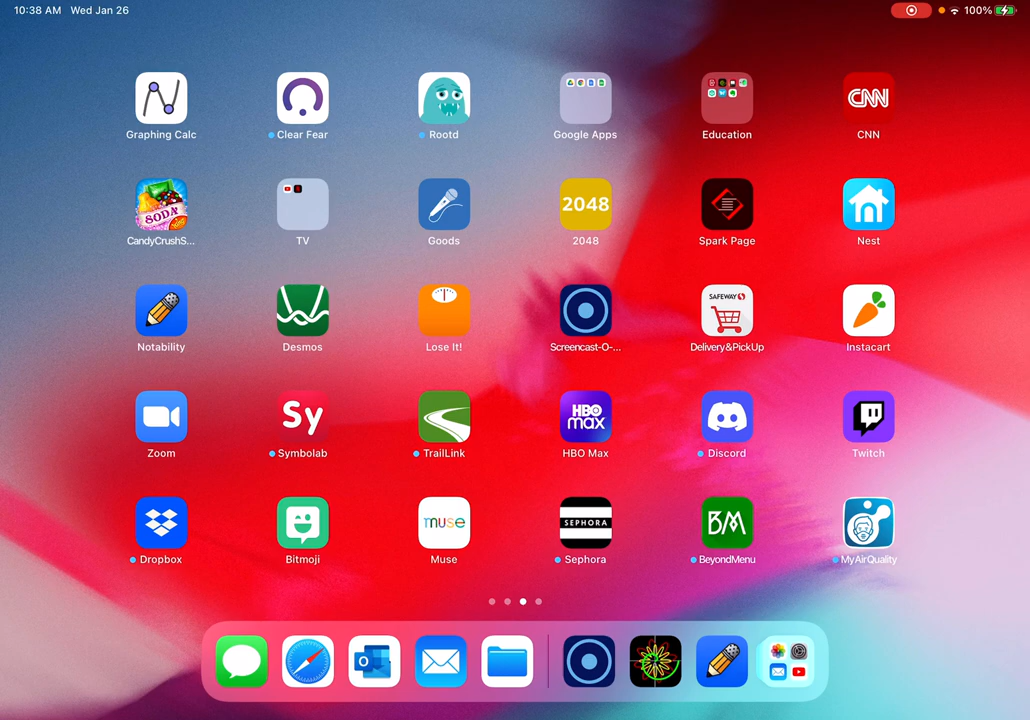 10:38 AM Wed Jan 26
100%
CNN
Graphing Calc Clear Fear Rootd Google Apps Education CNN
SODA
2048
CandyCrushS... TV Goods 2048 Spark Page Nest
SAFEWAY
Notability Desmos Lose It! Screencast-O-... Delivery&PickUp Instacart
Sy
HBO
max
Zoom Symbolab TrailLink HBO Max Discord Twitch
muse
SEPHORA
BM
Dropbox Bitmoji Muse Sephora BeyondMenu MyAirQuality
O